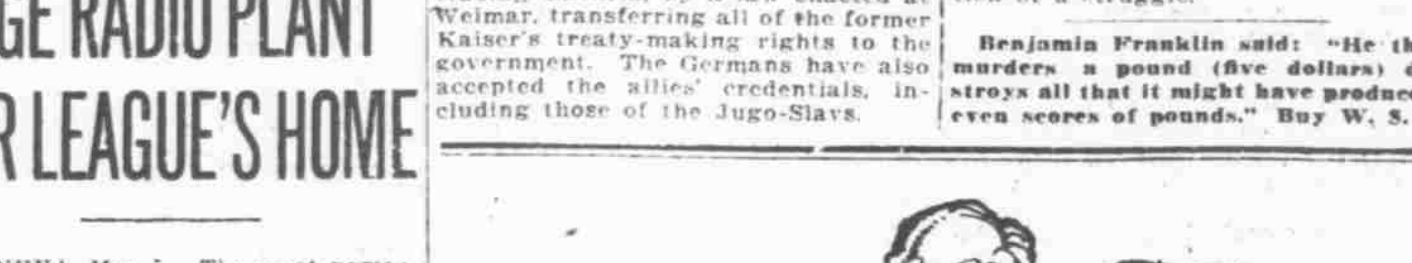 GE RADIO PLANT
R LEAGUE'S HOME
Weimar, transferring all of the former
Kaiser's treaty-making rights to the
government. The Germans have also
accepted the allies' credentials, in-
cluding those of the Jugo-Slavs.
Benjamin Franklin said: "He th
murders a pound (five dollars) d
stroys all that it might have produce
even scores of pounds." Buy W. S.